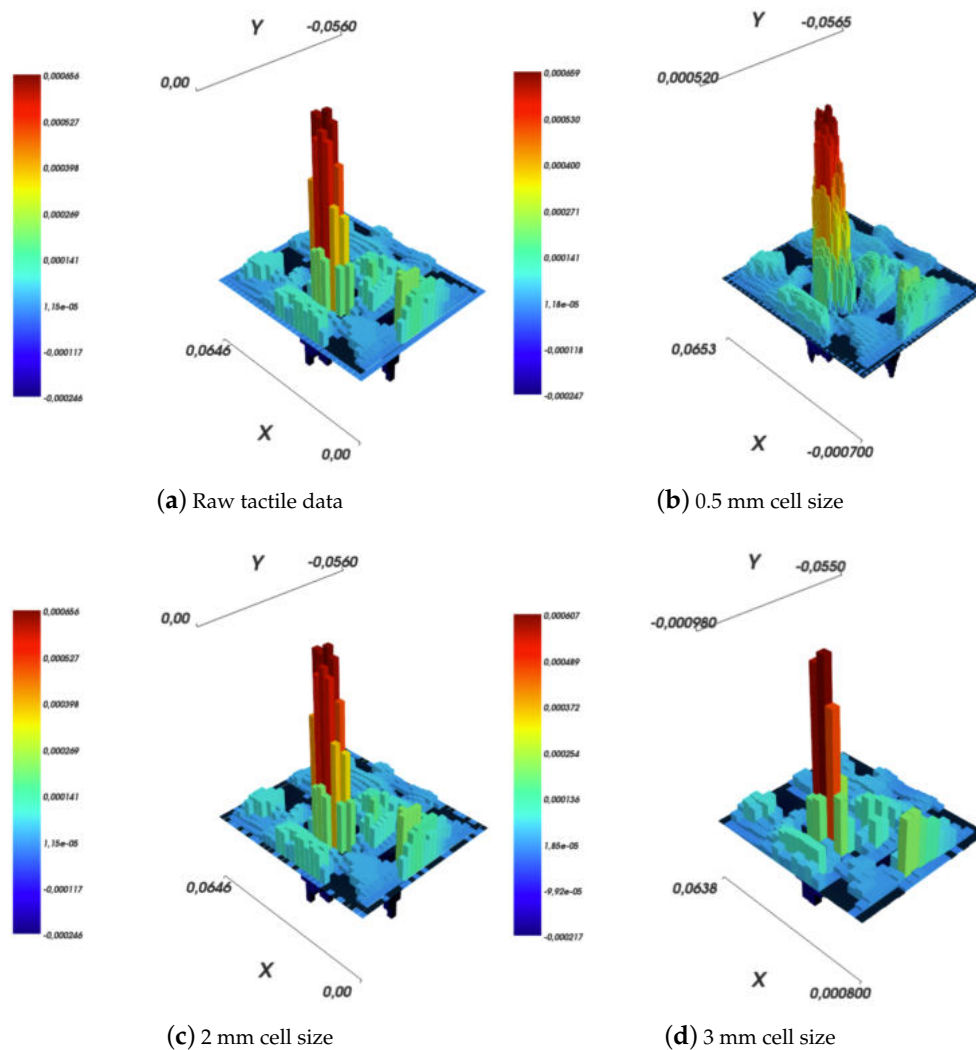 Y
-0,0560
0,00
0,000656
0,000527
0,000398
0,000269
0,000141
1,15e-05
-0,000117
-0,000246
0,0646
X
0,00
(a) Raw tactile data
Y
-0,0565
0,000520
0,000659
0,000530
0,000400
0,000271
0,000141
1,18e-05
-0,000118
-0,000247
0,0653
X
-0,000700
(b) 0.5 mm cell size
Y
-0,0560
0,00
0,000656
0,000527
0,000398
0,000269
0,000141
1,15e-05
-0,000117
-0,000246
0,0646
X
0,00
(c) 2 mm cell size
Y
-0,0550
-0,000980
0,000607
0,000489
0,000372
0,000254
0,000136
1,85e-05
-9,92e-05
-0,000217
0,0638
X
0,000800
(d) 3 mm cell size